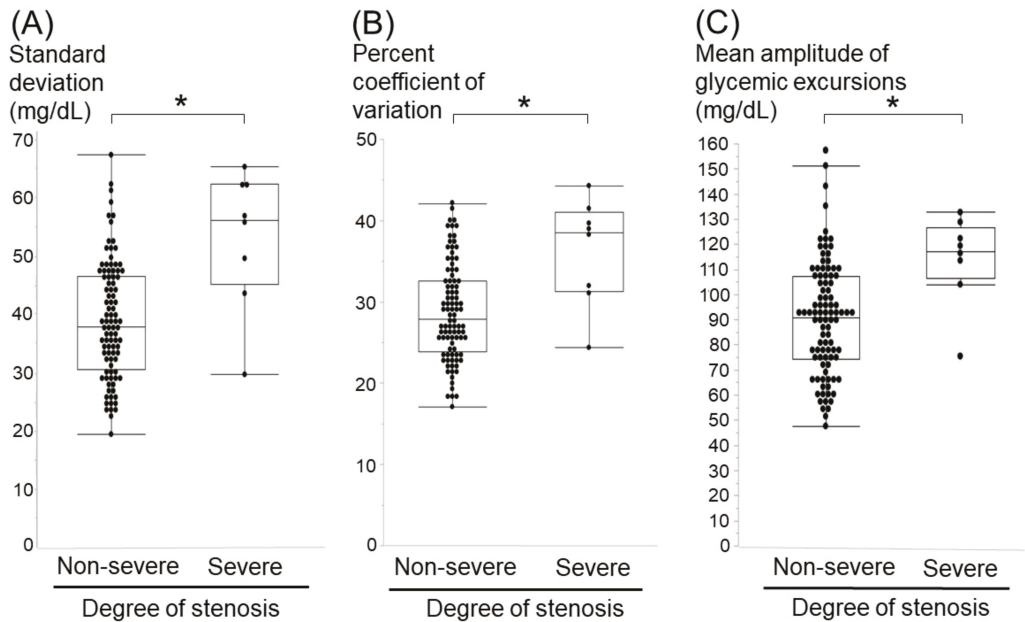 (A)
Standard
deviation
(mg/dL)
*
70
60
50
40
30
20
10
0
Non-severe Severe
Degree of stenosis
(B)
Percent
coefficient of
variation
*
50
40
30
20
10
0
Non-severe Severe
Degree of stenosis
(C)
Mean amplitude of
glycemic excursions
(mg/dL)
*
160
150
140
130
120
110
100
90
80
70
60
50
40
30
20
10
0
Non-severe Severe
Degree of stenosis